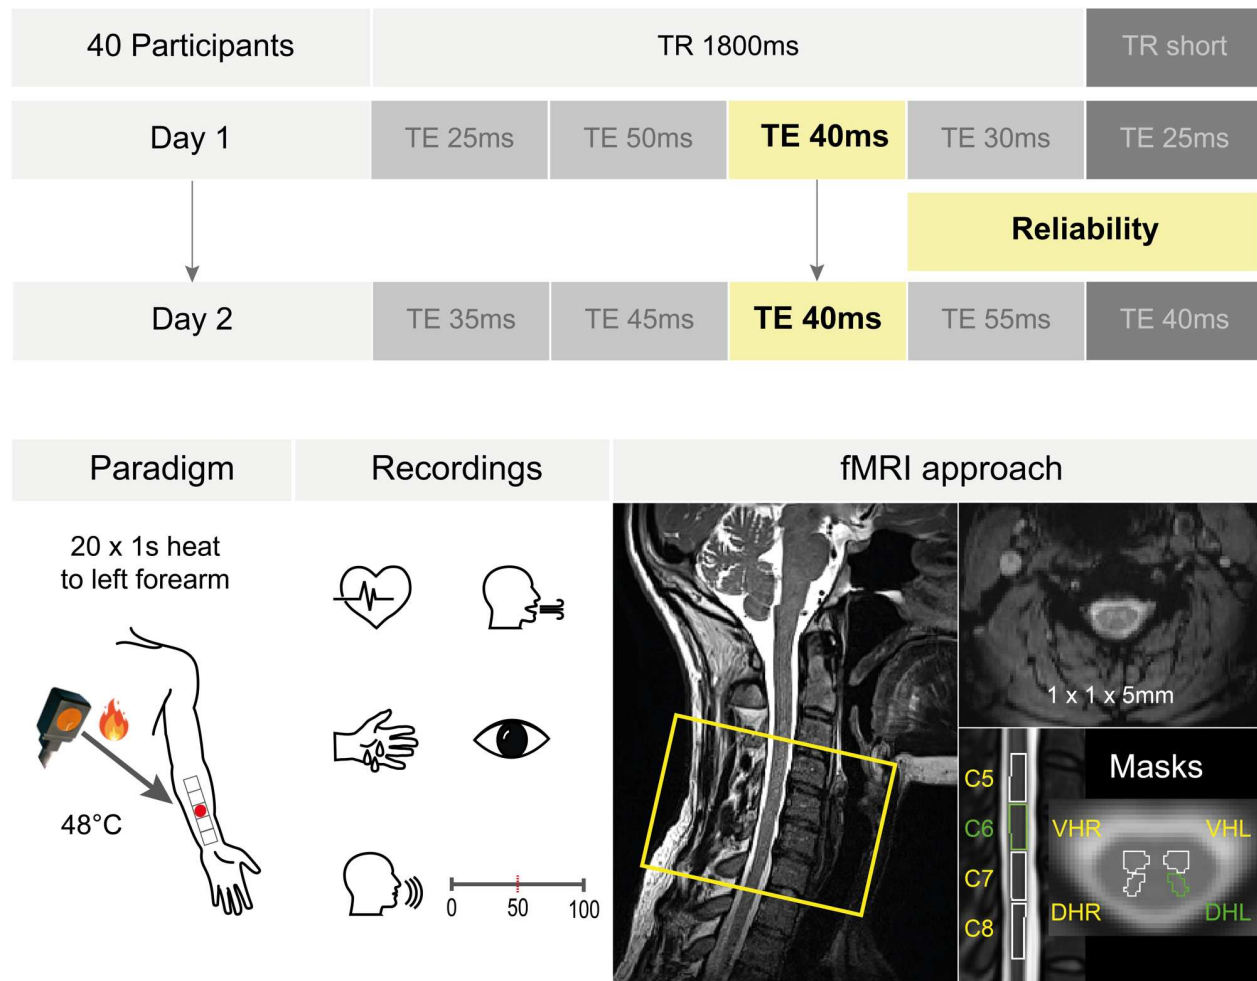 40 Participants TR 1800ms TR short
Day 1 TE 25ms TE 50ms TE 40ms TE 30ms TE 25ms
Reliability
Day 2 TE 35ms TE 45ms TE 40ms TE 55ms TE 40ms
Paradigm Recordings fMRI approach
20 x 1s heat
to left forearm
48°C
0 50 100
1 x 1 x 5mm
Masks
C5
C6
C7
C8
VHR VHL
DHR DHL